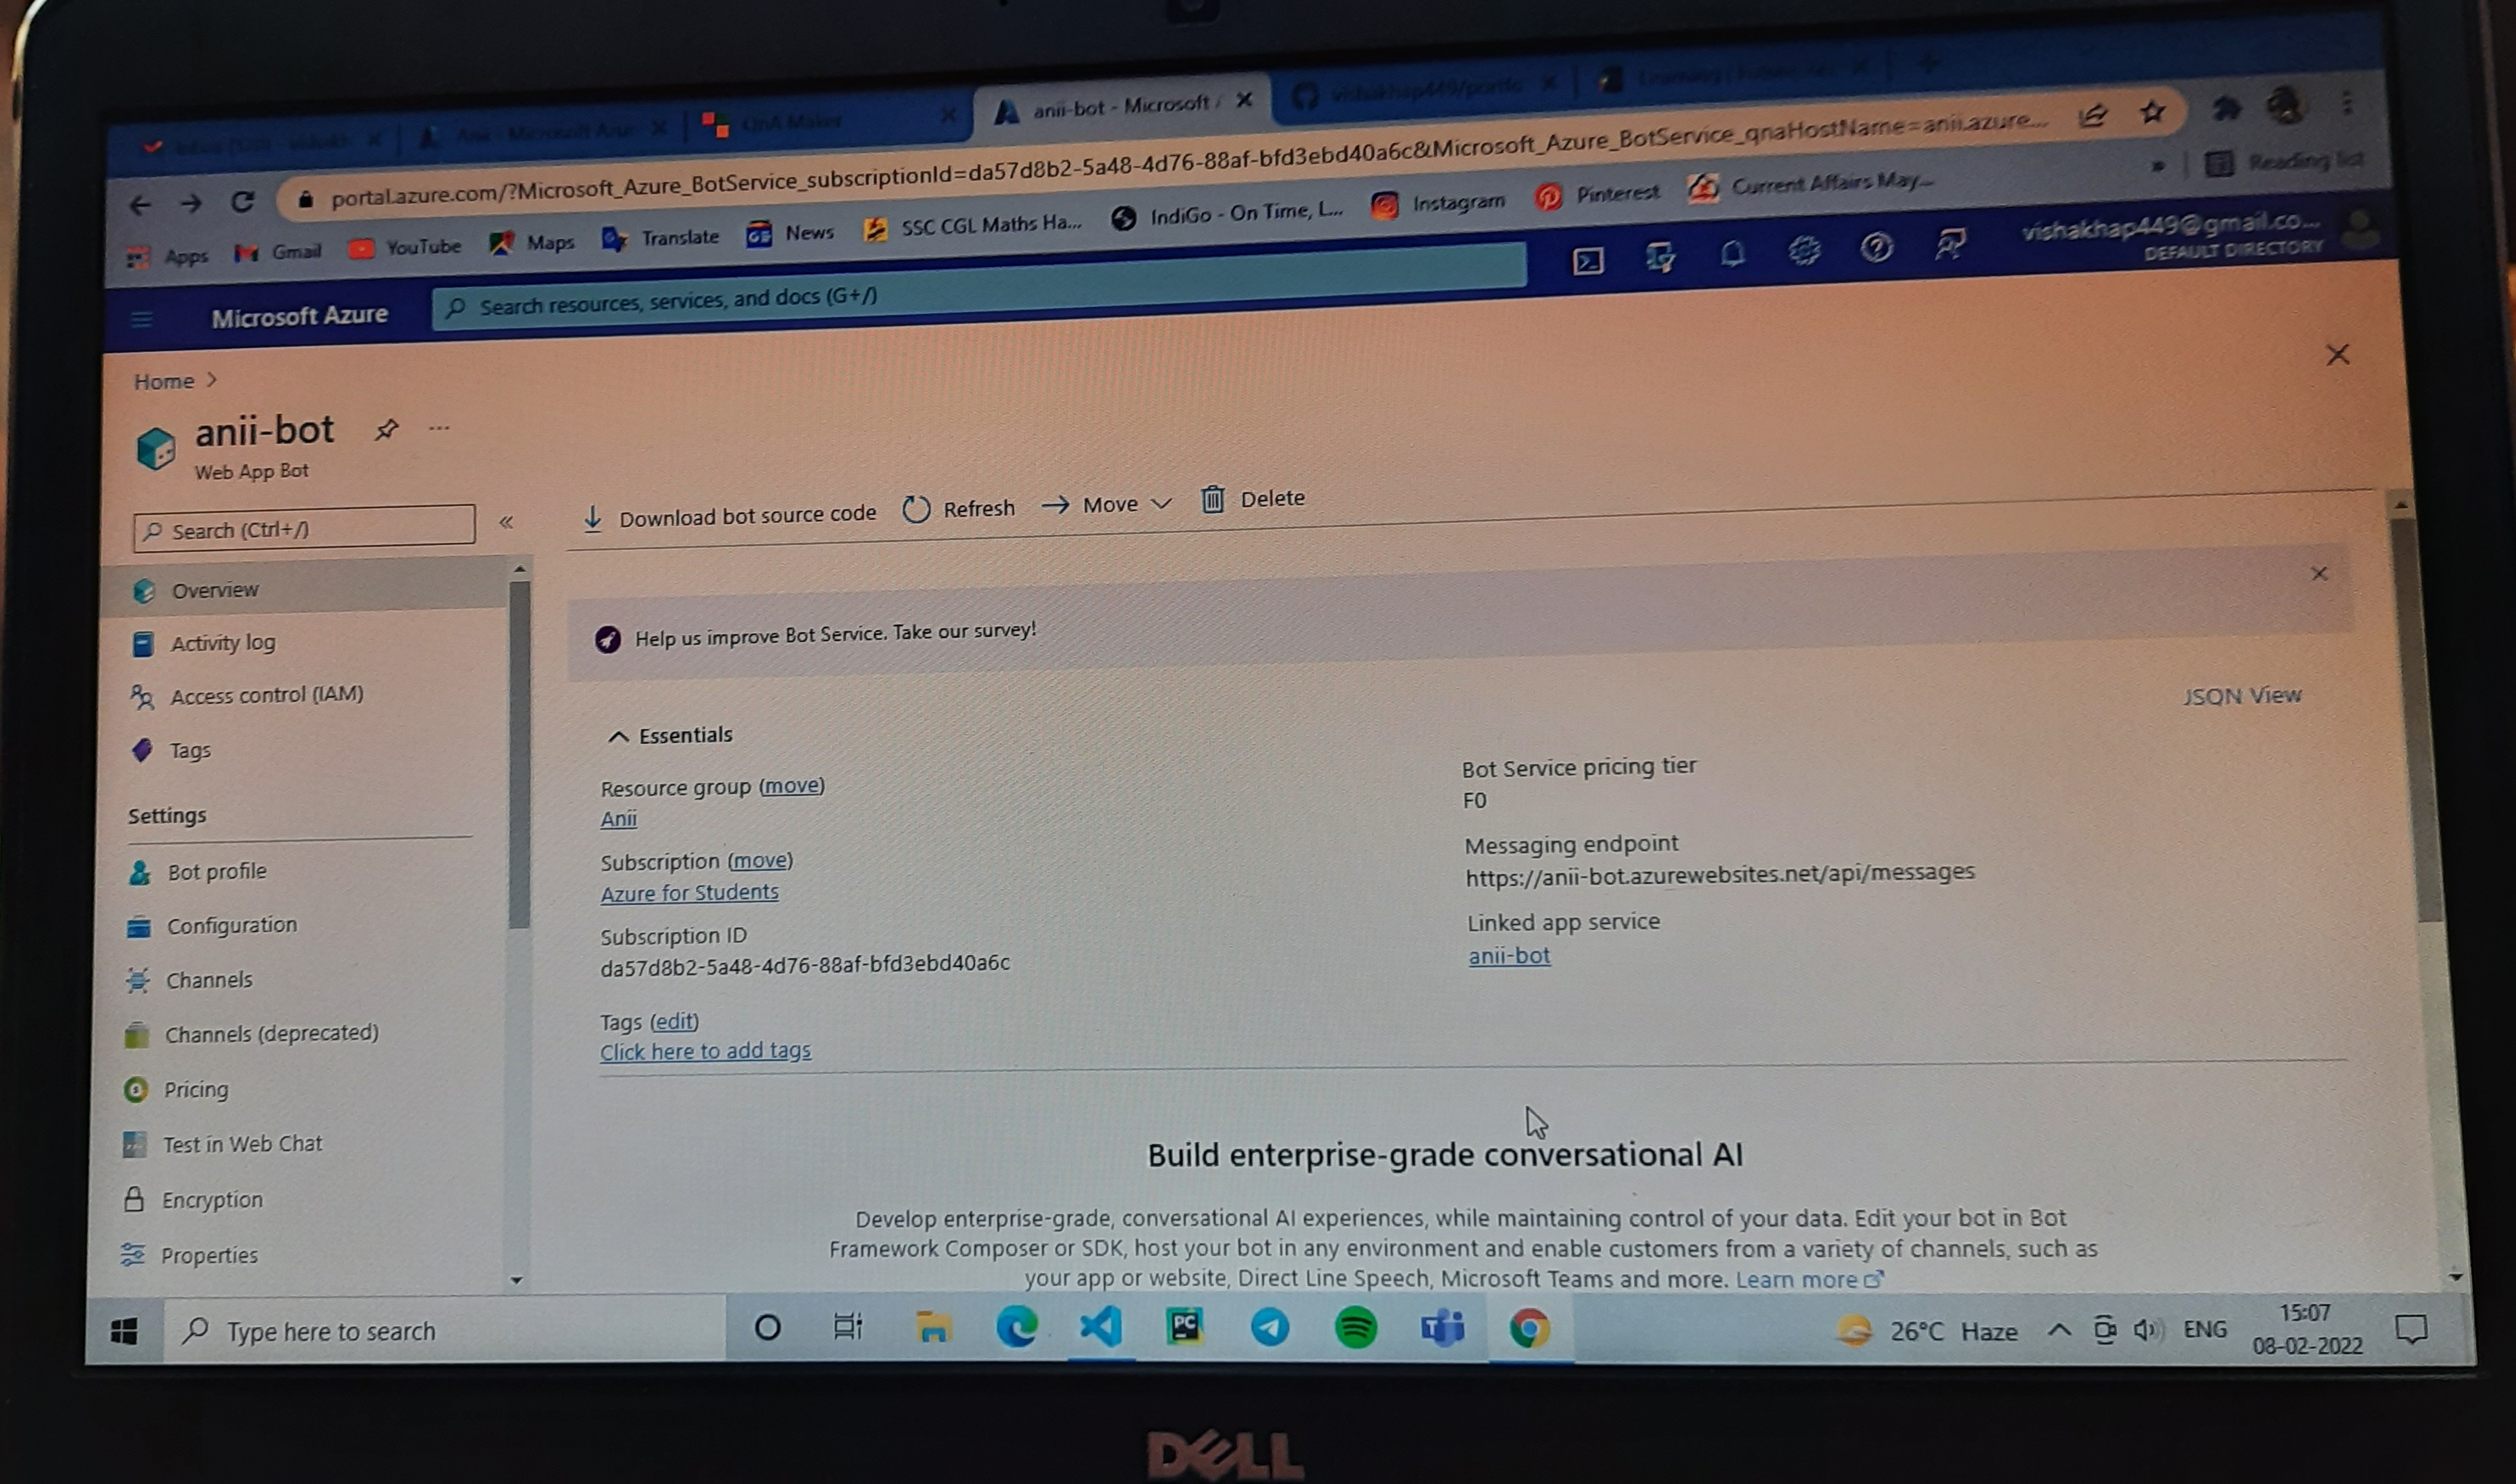 QnA Maker
anii-bot - Microsoft A
vishakhap449/portfo
portal.azure.com/?Microsoft_Azure_BotService_subscriptionId=da57d8b2-5a48-4d76-88af-bfd3ebd40a6c&Microsoft_Azure_BotService_qnaHostName=anii.azure...
Apps Gmail YouTube Maps Translate News SSC CGL Maths Ha... IndiGo - On Time, L... Instagram Pinterest Current Affairs May... » Reading list
Microsoft Azure
Search resources, services, and docs (G+/)
vishakhap449@gmail.co...
DEFAULT DIRECTORY
Home >
anii-bot ...
Web App Bot
Search (Ctrl+/) «
Download bot source code Refresh Move Delete
Overview
Activity log
Access control (IAM)
Tags
Settings
Bot profile
Configuration
Channels
Channels (deprecated)
Pricing
Test in Web Chat
Encryption
Properties
Help us improve Bot Service. Take our survey!
JSON View
Essentials
Resource group (move)
Anii
Subscription (move)
Azure for Students
Subscription ID
da57d8b2-5a48-4d76-88af-bfd3ebd40a6c
Tags (edit)
Click here to add tags
Bot Service pricing tier
F0
Messaging endpoint
https://anii-bot.azurewebsites.net/api/messages
Linked app service
anii-bot
Build enterprise-grade conversational AI
Develop enterprise-grade, conversational AI experiences, while maintaining control of your data. Edit your bot in Bot
Framework Composer or SDK, host your bot in any environment and enable customers from a variety of channels, such as
your app or website, Direct Line Speech, Microsoft Teams and more. Learn more
Type here to search
PC
26°C Haze
ENG
15:07
08-02-2022
DELL